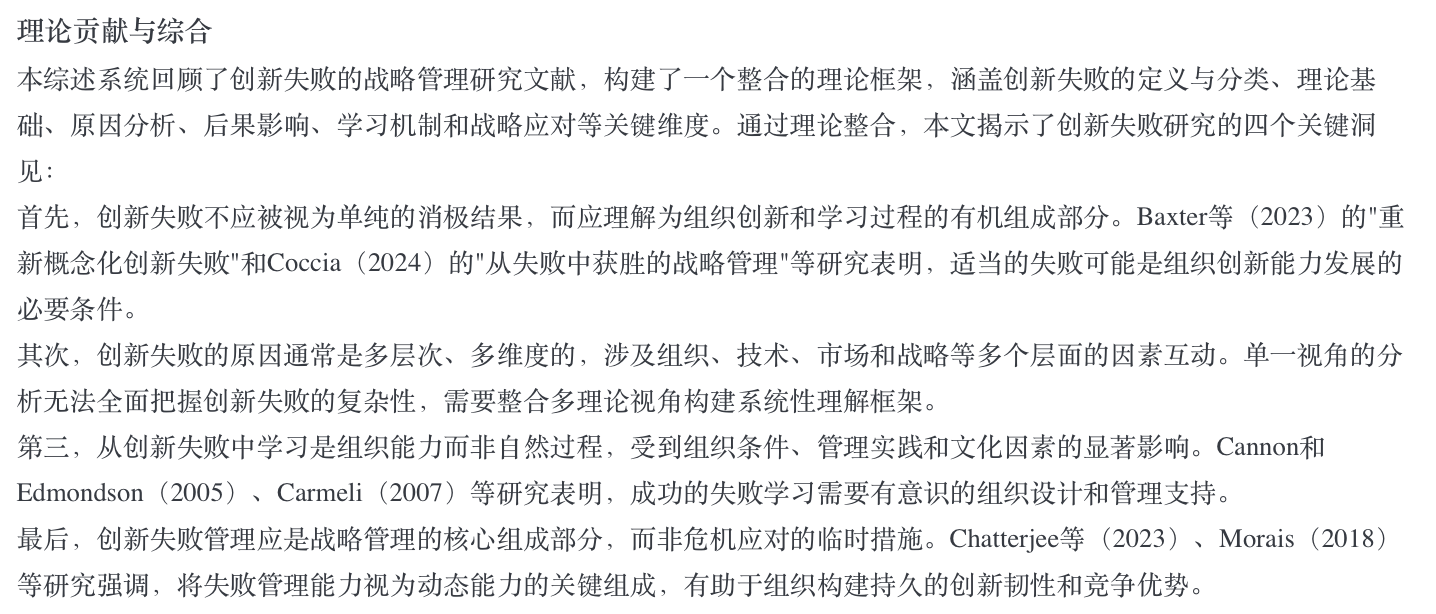 理论贡献与综合
本综述系统回顾了创新失败的战略管理研究文献，构建了一个整合的理论框架，涵盖创新失败的定义与分类、理论基
础、原因分析、后果影响、学习机制和战略应对等关键维度。通过理论整合，本文揭示了创新失败研究的四个关键洞
见：
首先，创新失败不应被视为单纯的消极结果，而应理解为组织创新和学习过程的有机组成部分。Baxter等（2023）的"重
新概念化创新失败"和Coccia（2024）的"从失败中获胜的战略管理"等研究表明，适当的失败可能是组织创新能力发展的
必要条件。
其次，创新失败的原因通常是多层次、多维度的，涉及组织、技术、市场和战略等多个层面的因素互动。单一视角的分
析无法全面把握创新失败的复杂性，需要整合多理论视角构建系统性理解框架。
第三，从创新失败中学习是组织能力而非自然过程，受到组织条件、管理实践和文化因素的显著影响。Cannon和
Edmondson（2005）、Carmeli（2007）等研究表明，成功的失败学习需要有意识的组织设计和管理支持。
最后，创新失败管理应是战略管理的核心组成部分，而非危机应对的临时措施。Chatterjee等（2023）、Morais（2018）
等研究强调，将失败管理能力视为动态能力的关键组成，有助于组织构建持久的创新韧性和竞争优势。